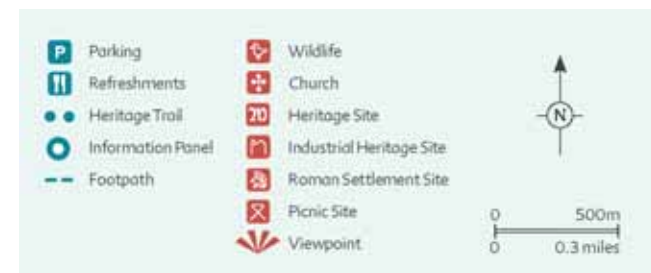 P Parking
Refreshments
Heritage Trail
Information Panel
Footpath
Wildlife
Church
Heritage Site
Industrial Heritage Site
Roman Settlement Site
Picnic Site
Viewpoint
N
0 500m
0 0.3 miles